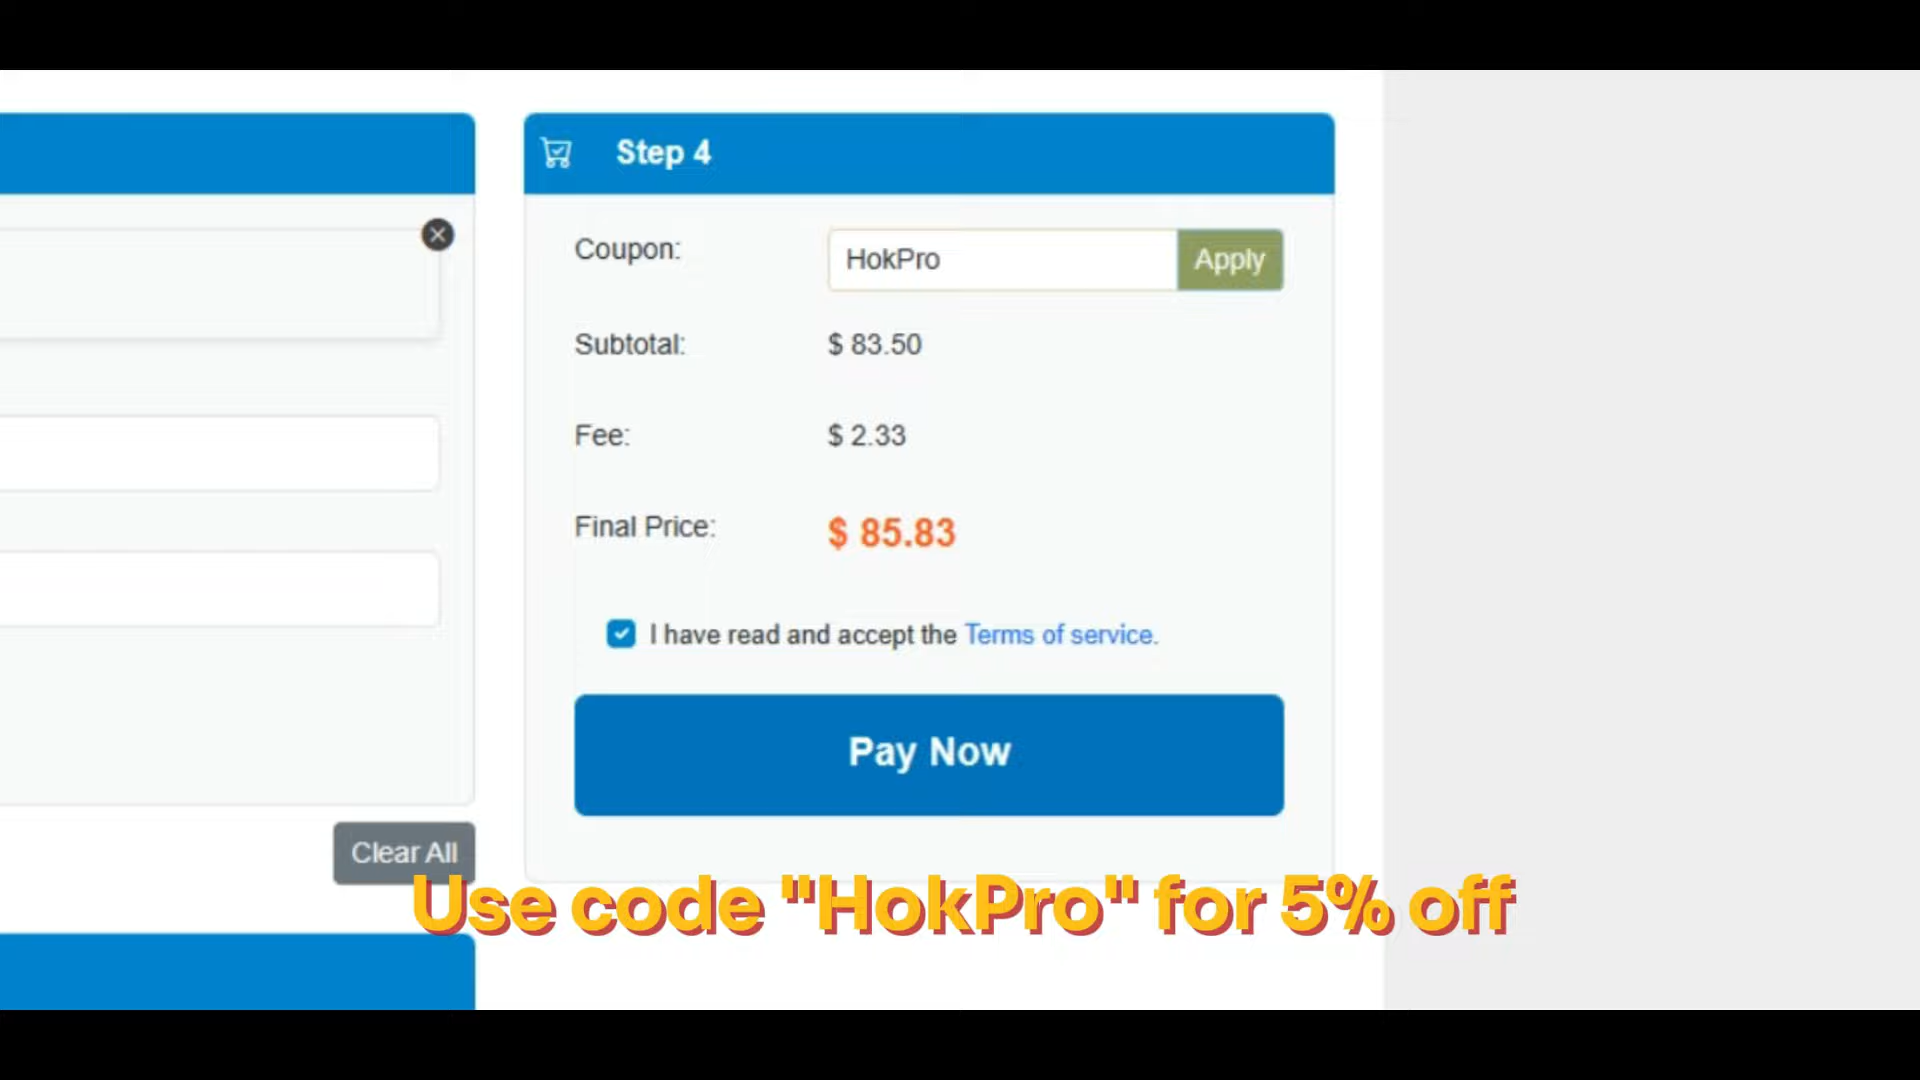 Step 4
Coupon:
HokPro
Apply
Subtotal:
$ 83.50
Fee:
$ 2.33
Final Price:
$ 85.83
I have read and accept the Terms of service.
Pay Now
Clear All
Use code "HokPro" for 5% off